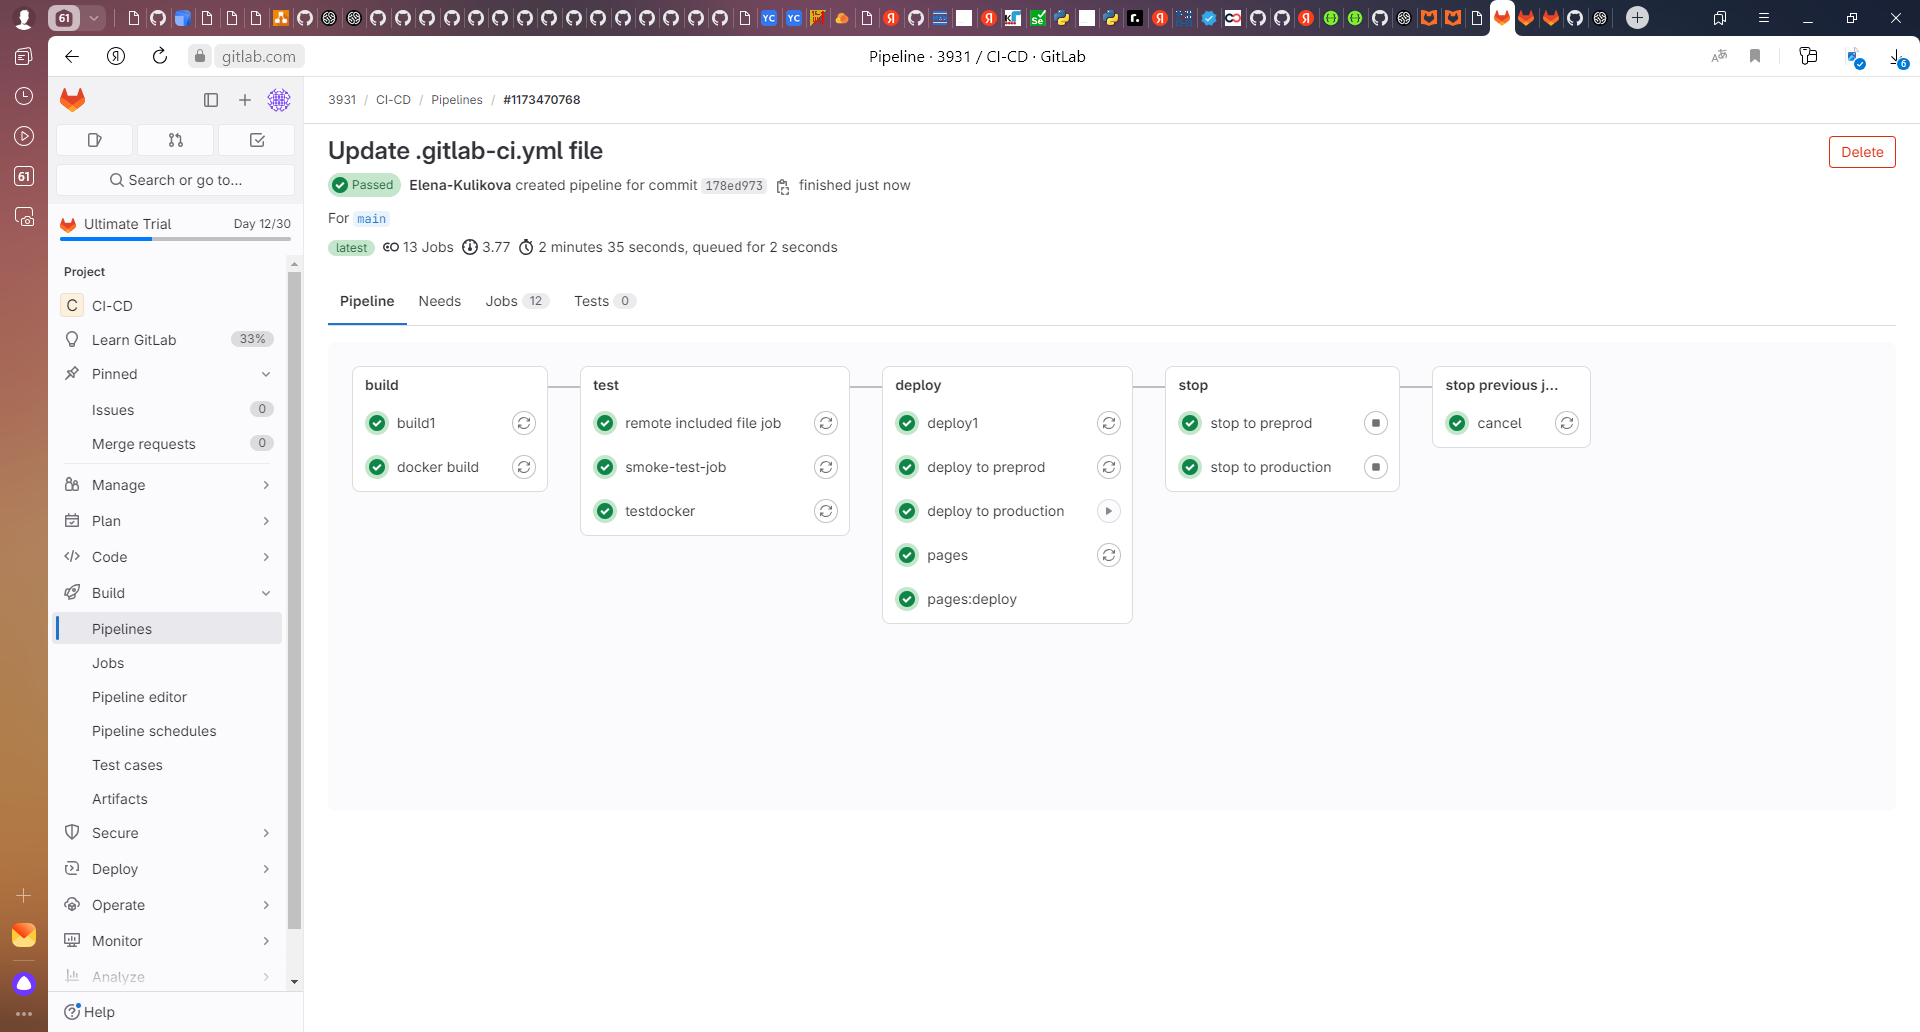 61
gitlab.com
Pipeline · 3931 / CI-CD · GitLab
6
61
Search or go to...
Ultimate Trial
Day 12/30
Project
C
CI-CD
Learn GitLab
33%
Pinned
Issues
0
Merge requests
0
Manage
Plan
Code
Build
Pipelines
Jobs
Pipeline editor
Pipeline schedules
Test cases
Artifacts
Secure
Deploy
Operate
Monitor
Analyze
Help
3931 / CI-CD / Pipelines / #1173470768
Update .gitlab-ci.yml file
Delete
Passed Elena-Kulikova created pipeline for commit 178ed973 finished just now
For main
latest 13 Jobs 3.77 2 minutes 35 seconds, queued for 2 seconds
Pipeline Needs Jobs 12 Tests 0
build
build1
docker build
test
remote included file job
smoke-test-job
testdocker
deploy
deploy1
deploy to preprod
deploy to production
pages
pages:deploy
stop
stop to preprod
stop to production
stop previous j...
cancel